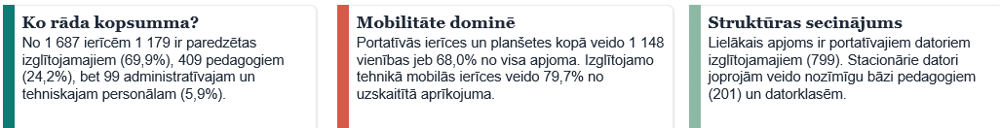 Ko rāda kopsumma?
No 1 687 ierīcēm 1 179 ir paredzētas
izglītojamajiem (69,9%), 409 pedagogiem
(24,2%), bet 99 administratīvajam un
tehniskajam personālam (5,9%).
Mobilitāte dominē
Portatīvās ierīces un planšetes kopā veido 1 148
vienības jeb 68,0% no visa apjoma. Izglītojamo
tehnikā mobilās ierīces veido 79,7% no
uzskaitītā aprīkojuma.
Struktūras secinājums
Lielākais apjoms ir portatīvajiem datoriem
izglītojamajiem (799). Stacionārie datori
joprojām veido nozīmīgu bāzi pedagogiem
(201) un datorklasēm.